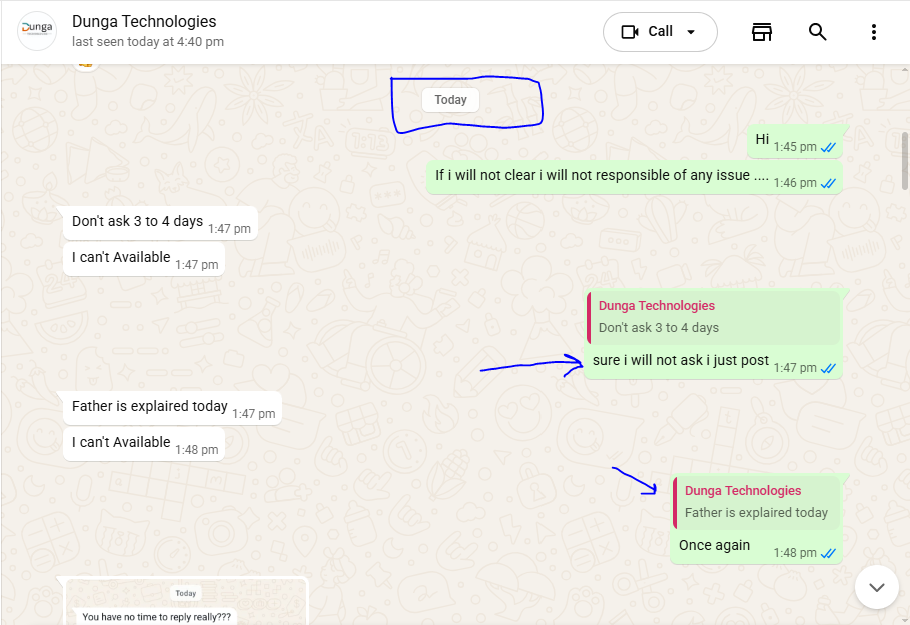 Dunga
Dunga Technologies
last seen today at 4:40 pm
Call
Today
Hi
1:45 pm
If i will not clear i will not responsible of any issue ....
1:46 pm
Don't ask 3 to 4 days
1:47 pm
I can't Available
1:47 pm
Dunga Technologies
Don't ask 3 to 4 days
sure i will not ask i just post
1:47 pm
Father is explaired today
1:47 pm
I can't Available
1:48 pm
Dunga Technologies
Father is explaired today
Once again
1:48 pm
Today
You have no time to reply really???